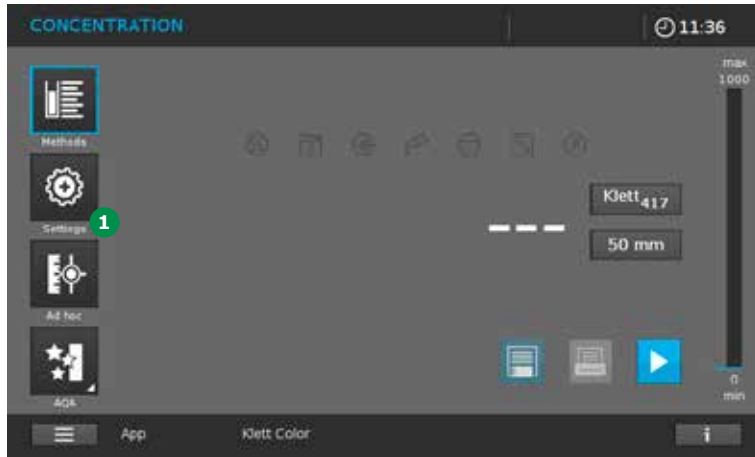 CONCENTRATION
11:36
max
1000
Methods
Settings
1
Klett417
50 mm
Ad hoc
AQA
0
min
App
Klett Color
i